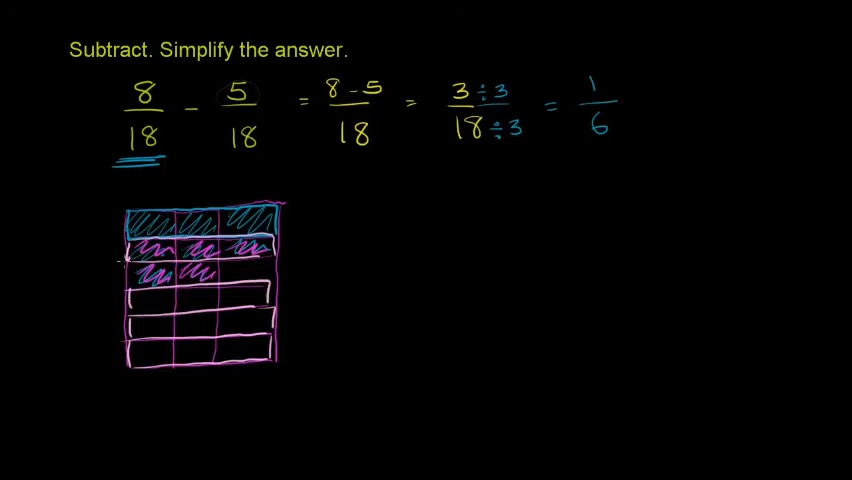 Subtract. Simplify the answer.
8/18 - 5/18 = 8-5/18 = 3÷3/18÷3 = 1/6